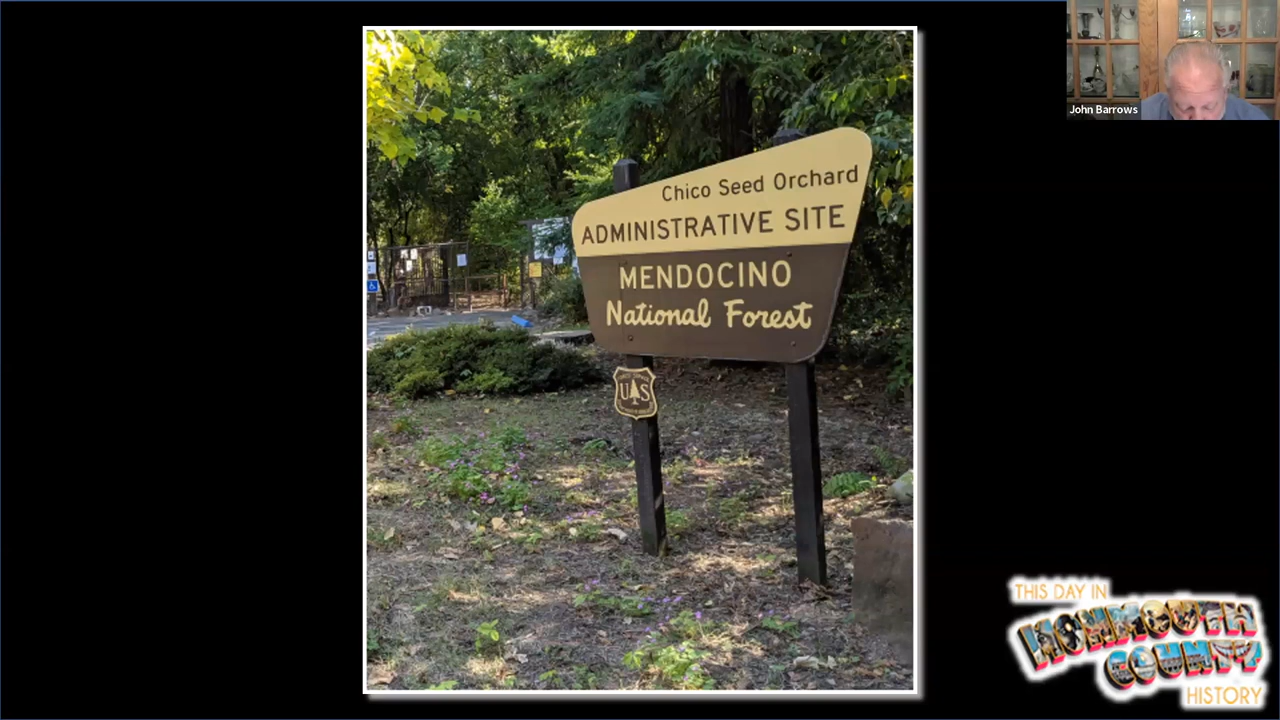 John Barrows
Chico Seed Orchard
ADMINISTRATIVE SITE
MENDOCINO
National Forest
US
THIS DAY IN
MONMOUTH
COUNTY
HISTORY